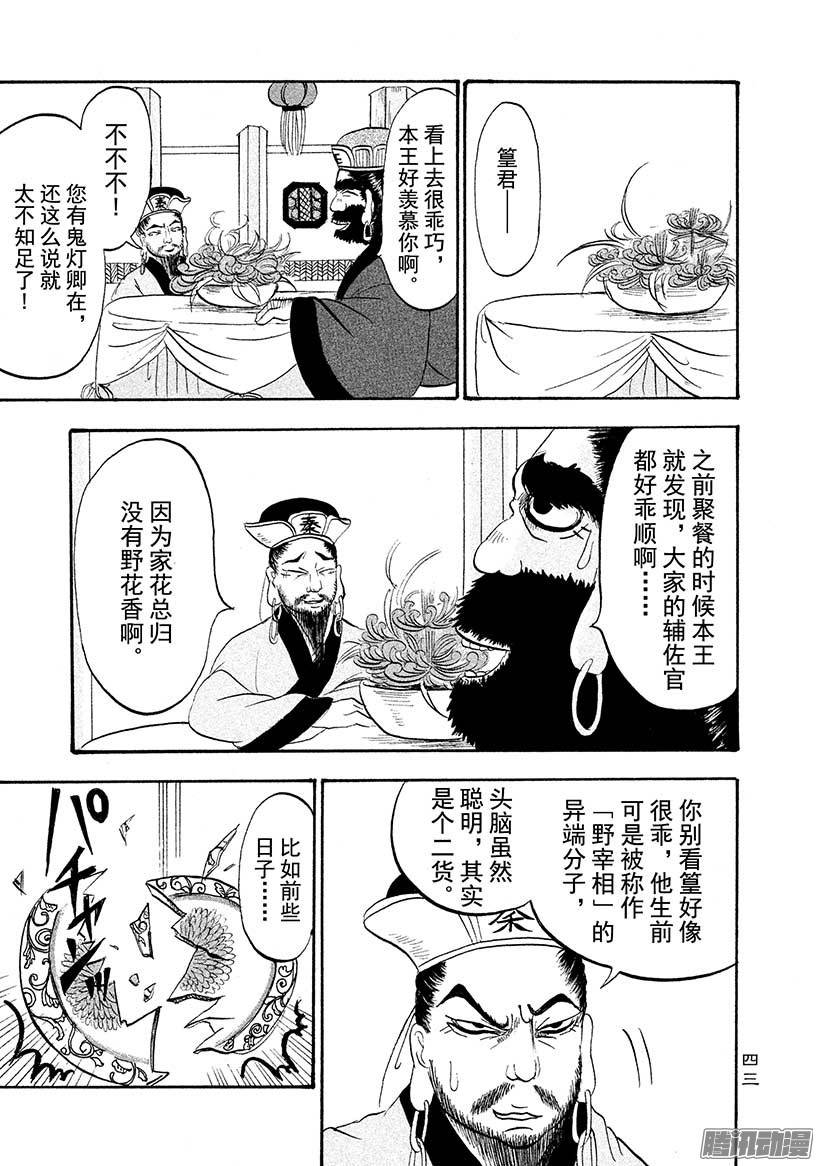 篁君——
看上去很乖巧，
本王好羡慕你啊。
不不不！
您有鬼灯卿在，
还这么说就
太不知足了！
之前聚餐的时候本王
就发现，大家的辅佐官
都好乖顺啊……
秦
因为家花总归
没有野花香啊。
你别看篁好像
很乖，他生前
可是被称作
「野宰相」的
异端分子，
头脑虽然
聪明，其实
是个二货。
秦
比如前些
日子……
パチャ
四三
腾讯动漫